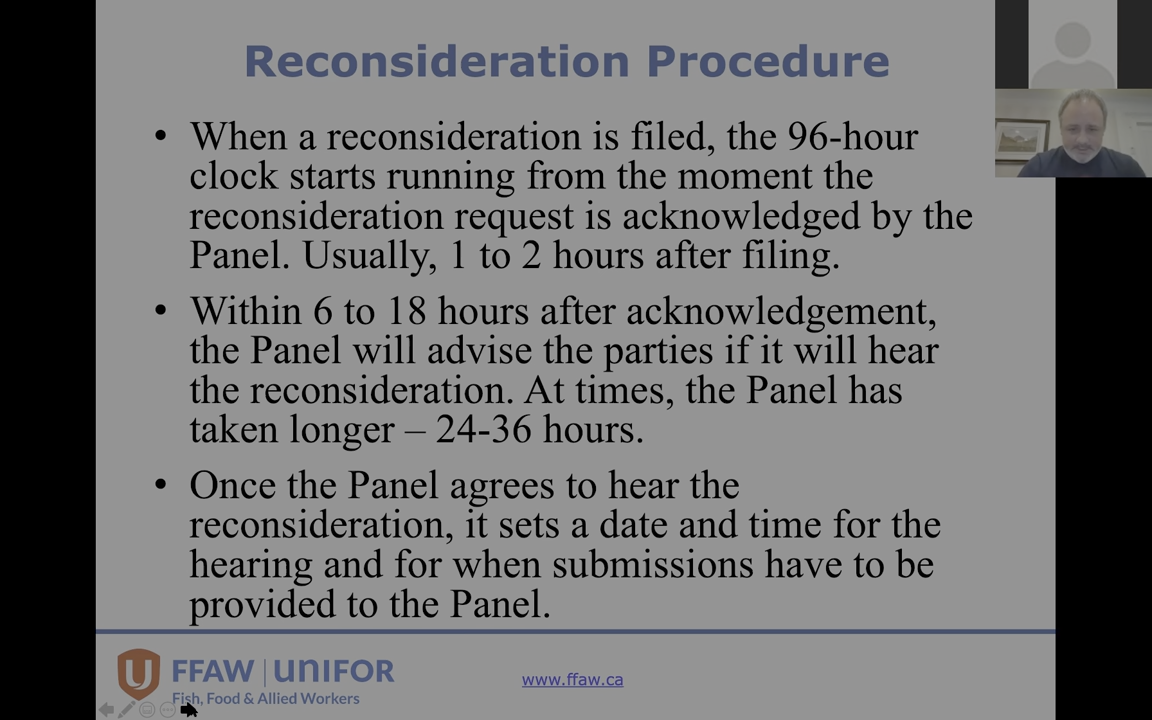 Reconsideration Procedure
• When a reconsideration is filed, the 96-hour
clock starts running from the moment the
reconsideration request is acknowledged by the
Panel. Usually, 1 to 2 hours after filing.
• Within 6 to 18 hours after acknowledgement,
the Panel will advise the parties if it will hear
the reconsideration. At times, the Panel has
taken longer – 24-36 hours.
• Once the Panel agrees to hear the
reconsideration, it sets a date and time for the
hearing and for when submissions have to be
provided to the Panel.
FFAW | UNIFOR
Fish, Food & Allied Workers
www.ffaw.ca